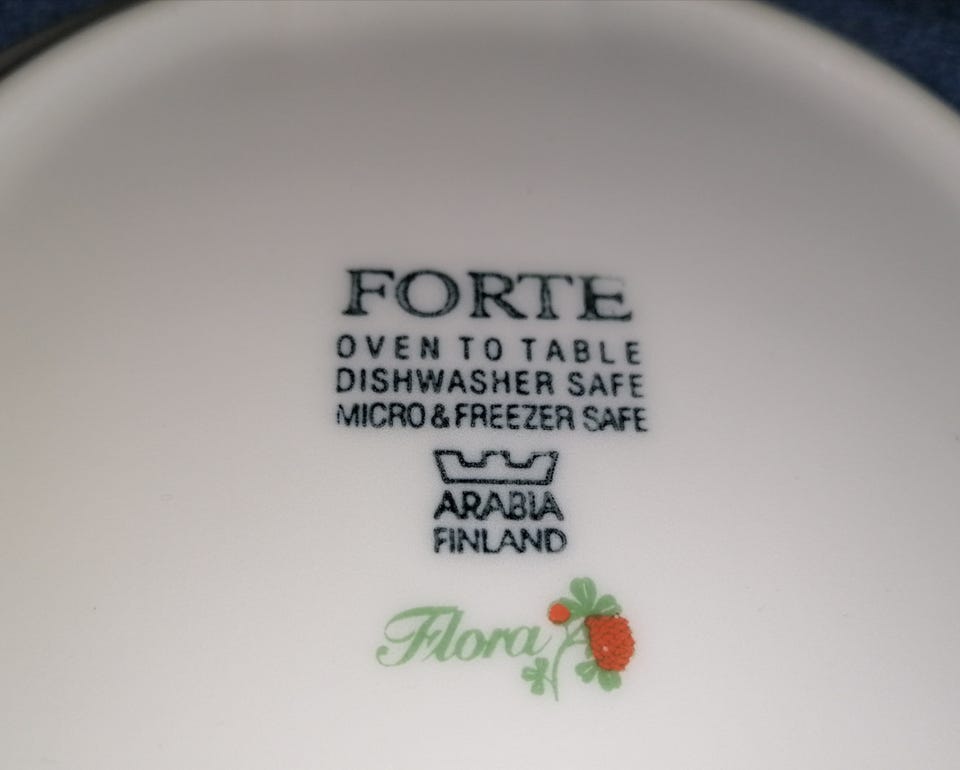 FORTE
OVEN TO TABLE
DISHWASHER SAFE
MICRO & FREEZER SAFE
ARABIA
FINLAND
Flora